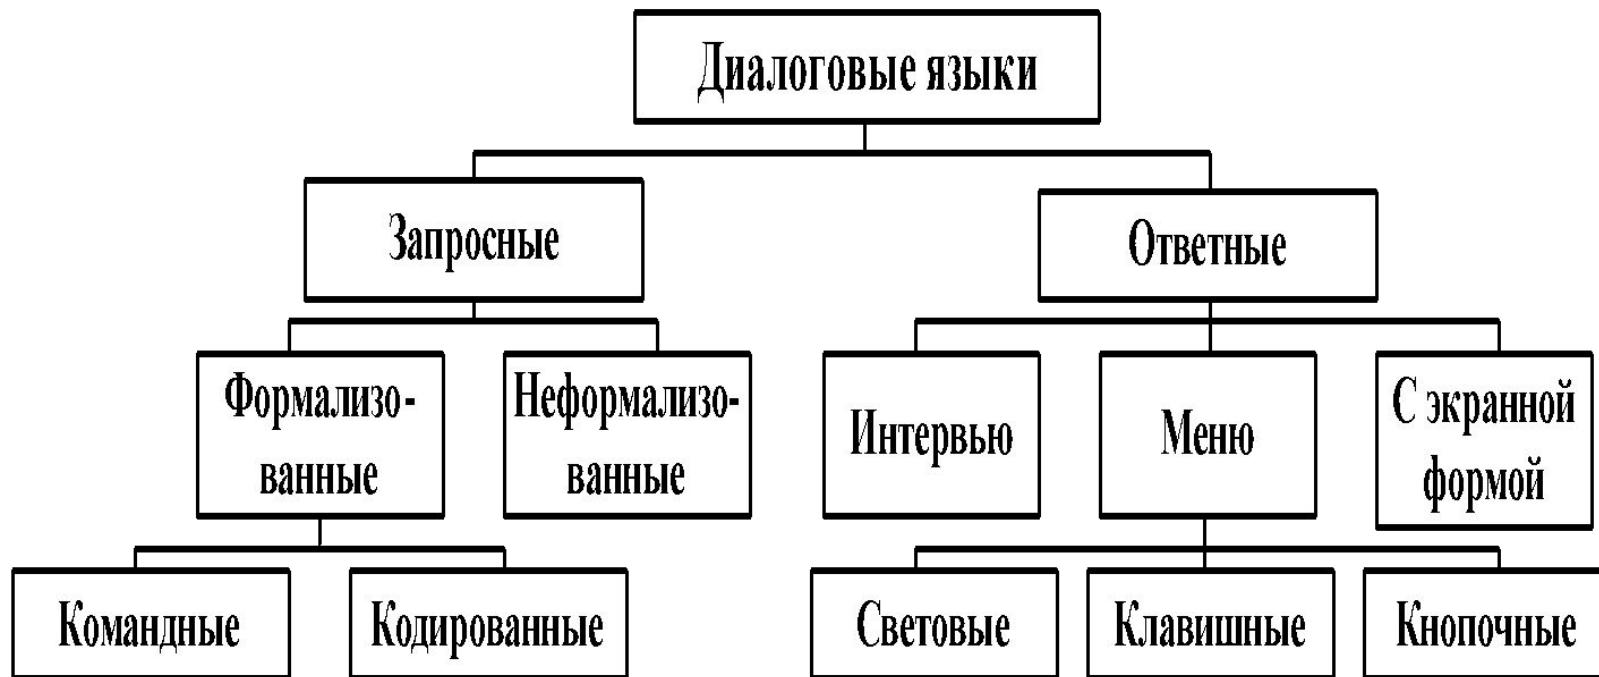 Диалоговые языки
Запросные
Ответные
Формализо-
ванные
Неформализо-
ванные
Интервью
Меню
С экранной
формой
Командные
Кодированные
Световые
Клавишные
Кнопочные